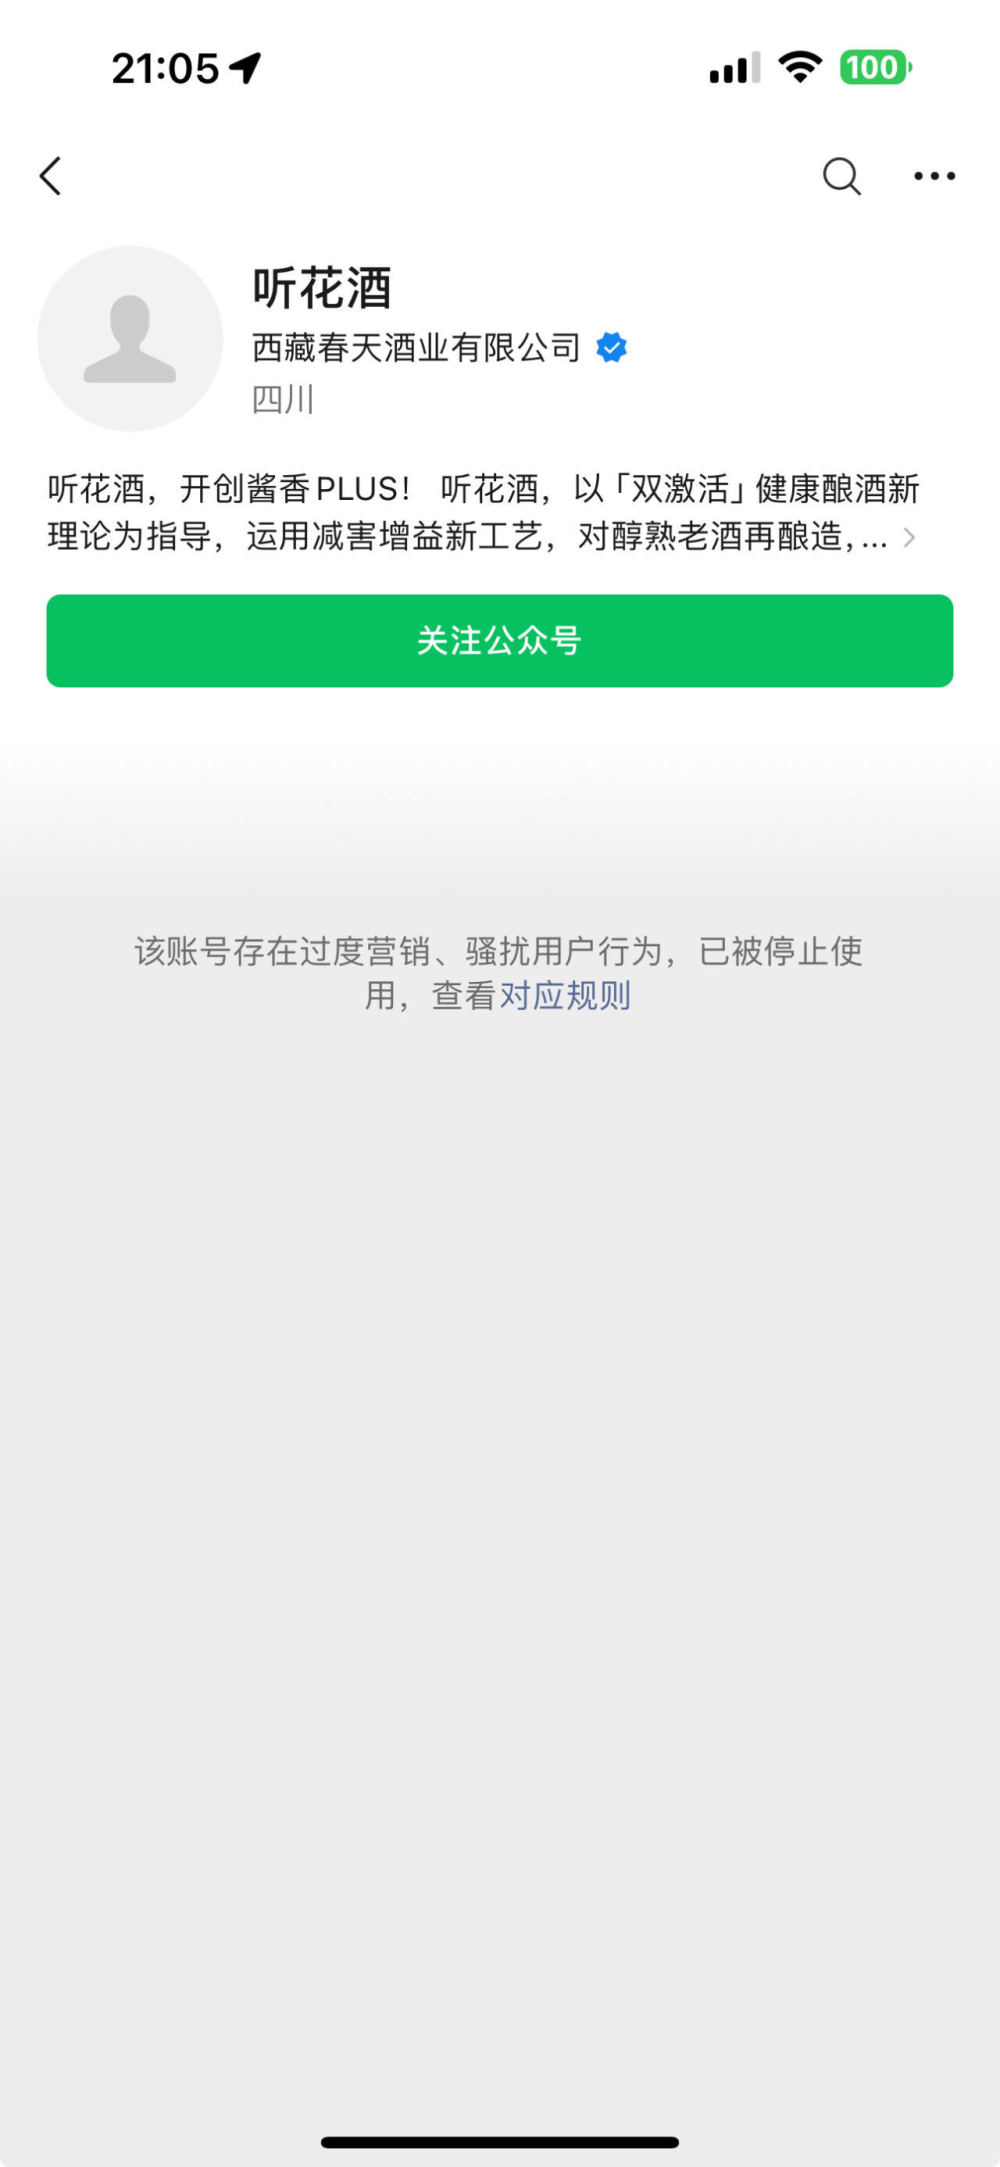 21:05
100
听花酒
西藏春天酒业有限公司
四川
听花酒，开创酱香PLUS！ 听花酒，以「双激活」健康酿酒新
理论为指导，运用减害增益新工艺，对醇熟老酒再酿造，...
关注公众号
该账号存在过度营销、骚扰用户行为，已被停止使
用，查看对应规则